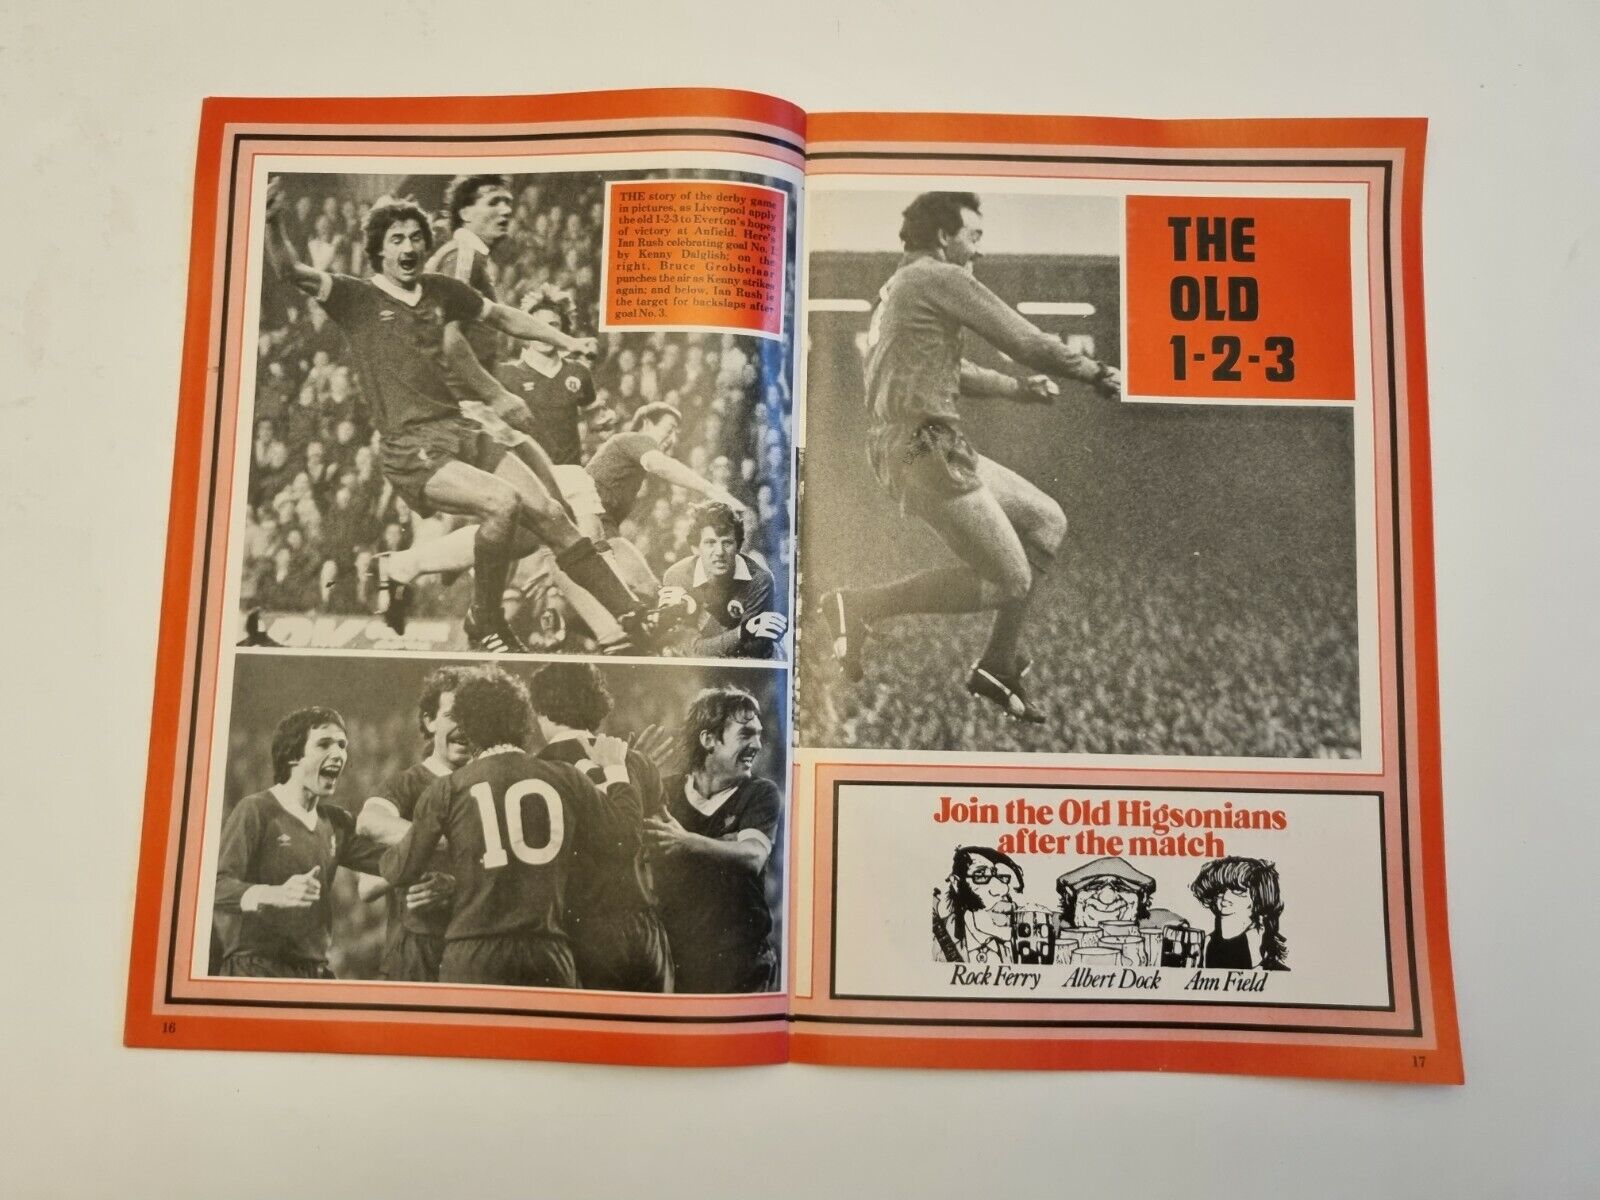 THE story of the derby game
in pictures, as Liverpool apply
the old 1-2-3 to Everton's hopes
of victory at Anfield. Here's
Ian Rush celebrating goal No. 1,
by Kenny Dalglish; on the
right, Bruce Grobbelaar
punches the air as Kenny strikes
again; and below, Ian Rush is
the target for backslaps after
goal No. 3.
10
16
THE
OLD
1-2-3
Join the Old Higsonians
after the match
Rock Ferry Albert Dock Ann Field
17